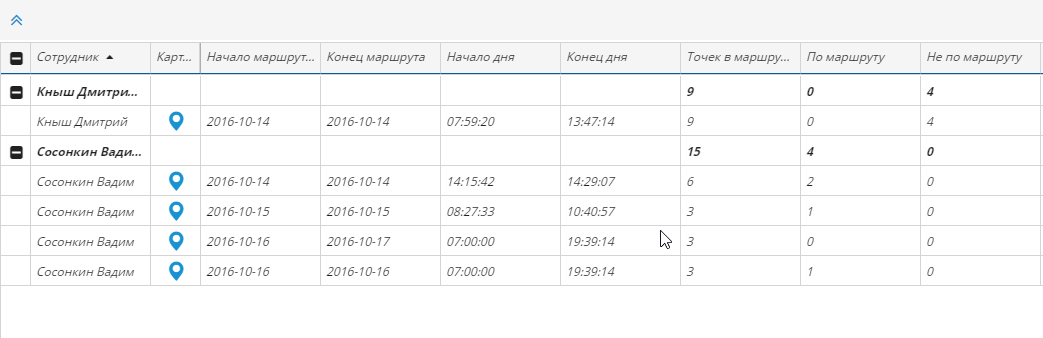 Сотрудник Карт... Начало маршрут... Конец маршрута Начало дня Конец дня Точек в маршру... По маршруту Не по маршруту
Кныш Дмитри... 9 0 4
Кныш Дмитрий 2016-10-14 2016-10-14 07:59:20 13:47:14 9 0 4
Сосонкин Вади... 15 4 0
Сосонкин Вадим 2016-10-14 2016-10-14 14:15:42 14:29:07 6 2 0
Сосонкин Вадим 2016-10-15 2016-10-15 08:27:33 10:40:57 3 1 0
Сосонкин Вадим 2016-10-16 2016-10-17 07:00:00 19:39:14 3 0 0
Сосонкин Вадим 2016-10-16 2016-10-16 07:00:00 19:39:14 3 1 0